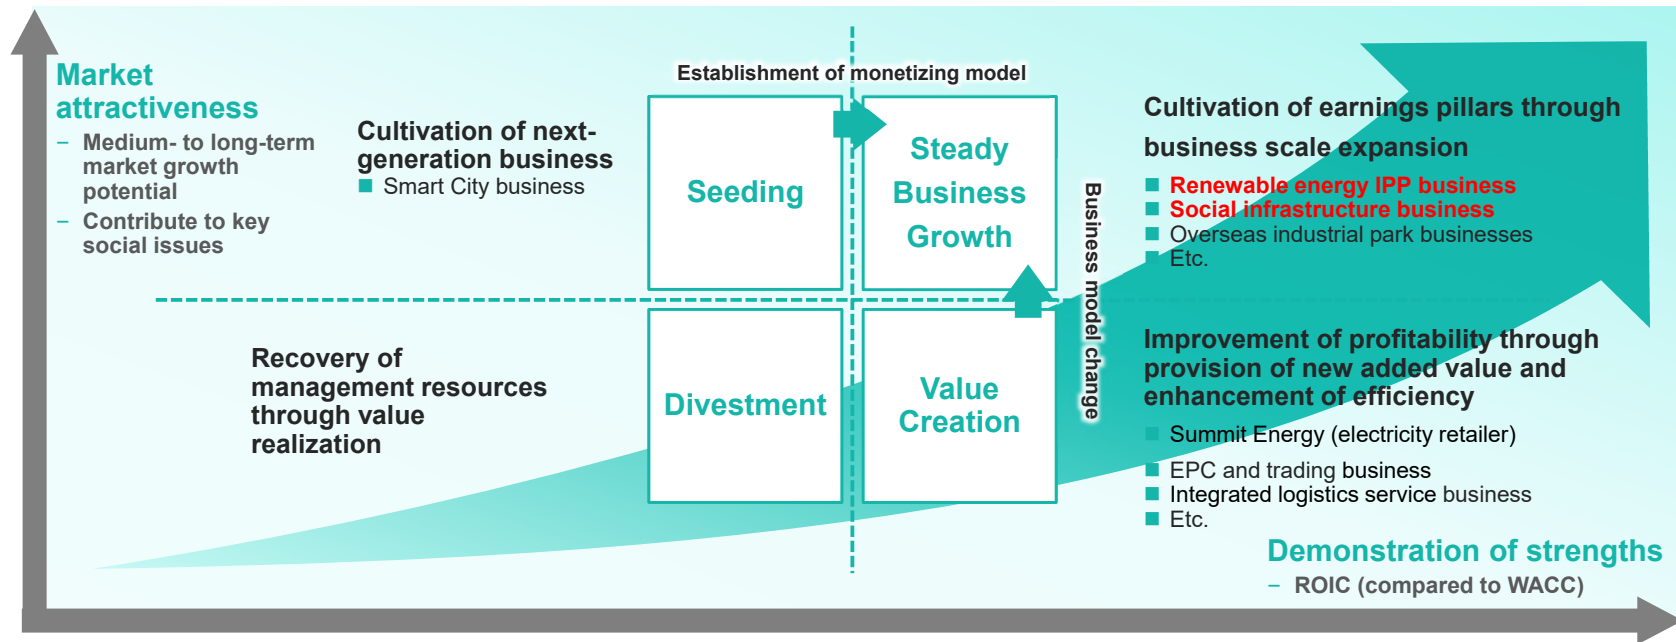 Market
attractiveness
– Medium- to long-term
market growth
potential
– Contribute to key
social issues
Cultivation of next-
generation business
■ Smart City business
Establishment of monetizing model
Seeding
Steady
Business
Growth
Cultivation of earnings pillars through
business scale expansion
■ Renewable energy IPP business
■ Social infrastructure business
■ Overseas industrial park businesses
■ Etc.
Business model change
Recovery of
management resources
through value
realization
Divestment
Value
Creation
Improvement of profitability through
provision of new added value and
enhancement of efficiency
■ Summit Energy (electricity retailer)
■ EPC and trading business
■ Integrated logistics service business
■ Etc.
Demonstration of strengths
– ROIC (compared to WACC)